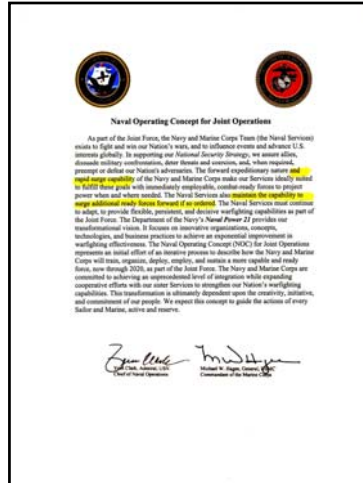 Naval Operating Concept for Joint Operations
As part of the Joint Force, the Navy and Marine Corps Team (the Naval Services)
exists to fight and win our Nation's wars, and to influence events and advance U.S.
interests globally. In supporting our National Security Strategy, we assure allies,
dissuade military confrontation, deter threats and coercion, and, when required,
preempt or defeat our Nation's adversaries. The forward expeditionary nature and
rapid surge capability of the Navy and Marine Corps make our Services ideally suited
to fulfill these goals with immediately employable, combat-ready forces to project
power when and where needed. The Naval Services also maintain the capability to
surge additional ready forces forward if so ordered. The Naval Services must continue
to adapt, to provide flexible, persistent, and decisive warfighting capabilities as part of
the Joint Force. The Department of the Navy's Naval Power 21 provides our
transformational vision. It focuses on innovative organizations, concepts,
technologies, and business practices to achieve an exponential improvement in
warfighting effectiveness. The Naval Operating Concept (NOC) for Joint Operations
represents an initial effort of an iterative process to describe how the Navy and Marine
Corps will train, organize, deploy, employ, and sustain a more capable and ready
force, now through 2020, as part of the Joint Force. The Navy and Marine Corps are
committed to achieving an unprecedented level of integration while expanding
cooperative efforts with our sister Services to strengthen our Nation's warfighting
capabilities. This transformation is ultimately dependent upon the creativity, initiative,
and commitment of our people. We expect this concept to guide the actions of every
Sailor and Marine, active and reserve.
Vern Clark, Admiral, USN
Chief of Naval Operations
Michael W. Hagee, General, USMC
Commandant of the Marine Corps